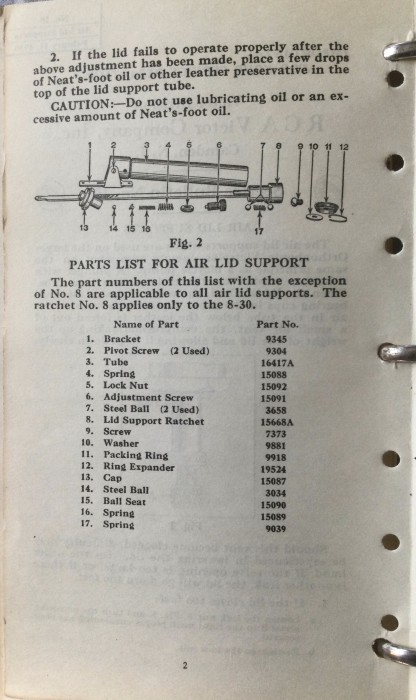 2. If the lid fails to operate properly after the
above adjustment has been made, place a few drops
of Neat's-foot oil or other leather preservative in the
top of the lid support tube.
CAUTION:—Do not use lubricating oil or an ex-
cessive amount of Neat's-foot oil.
1 2 3 4 5 6 7 8 9 10 11 12
13 14 15 16 17
Fig. 2
PARTS LIST FOR AIR LID SUPPORT
The part numbers of this list with the exception
of No. 8 are applicable to all air lid supports. The
ratchet No. 8 applies only to the 8-30.
Name of Part Part No.
1. Bracket 9345
2. Pivot Screw (2 Used) 9304
3. Tube 16417A
4. Spring 15088
5. Lock Nut 15092
6. Adjustment Screw 15091
7. Steel Ball (2 Used) 3658
8. Lid Support Ratchet 15668A
9. Screw 7373
10. Washer 9881
11. Packing Ring 9918
12. Ring Expander 19524
13. Cap 15087
14. Steel Ball 3034
15. Ball Seat 15090
16. Spring 15089
17. Spring 9039
2